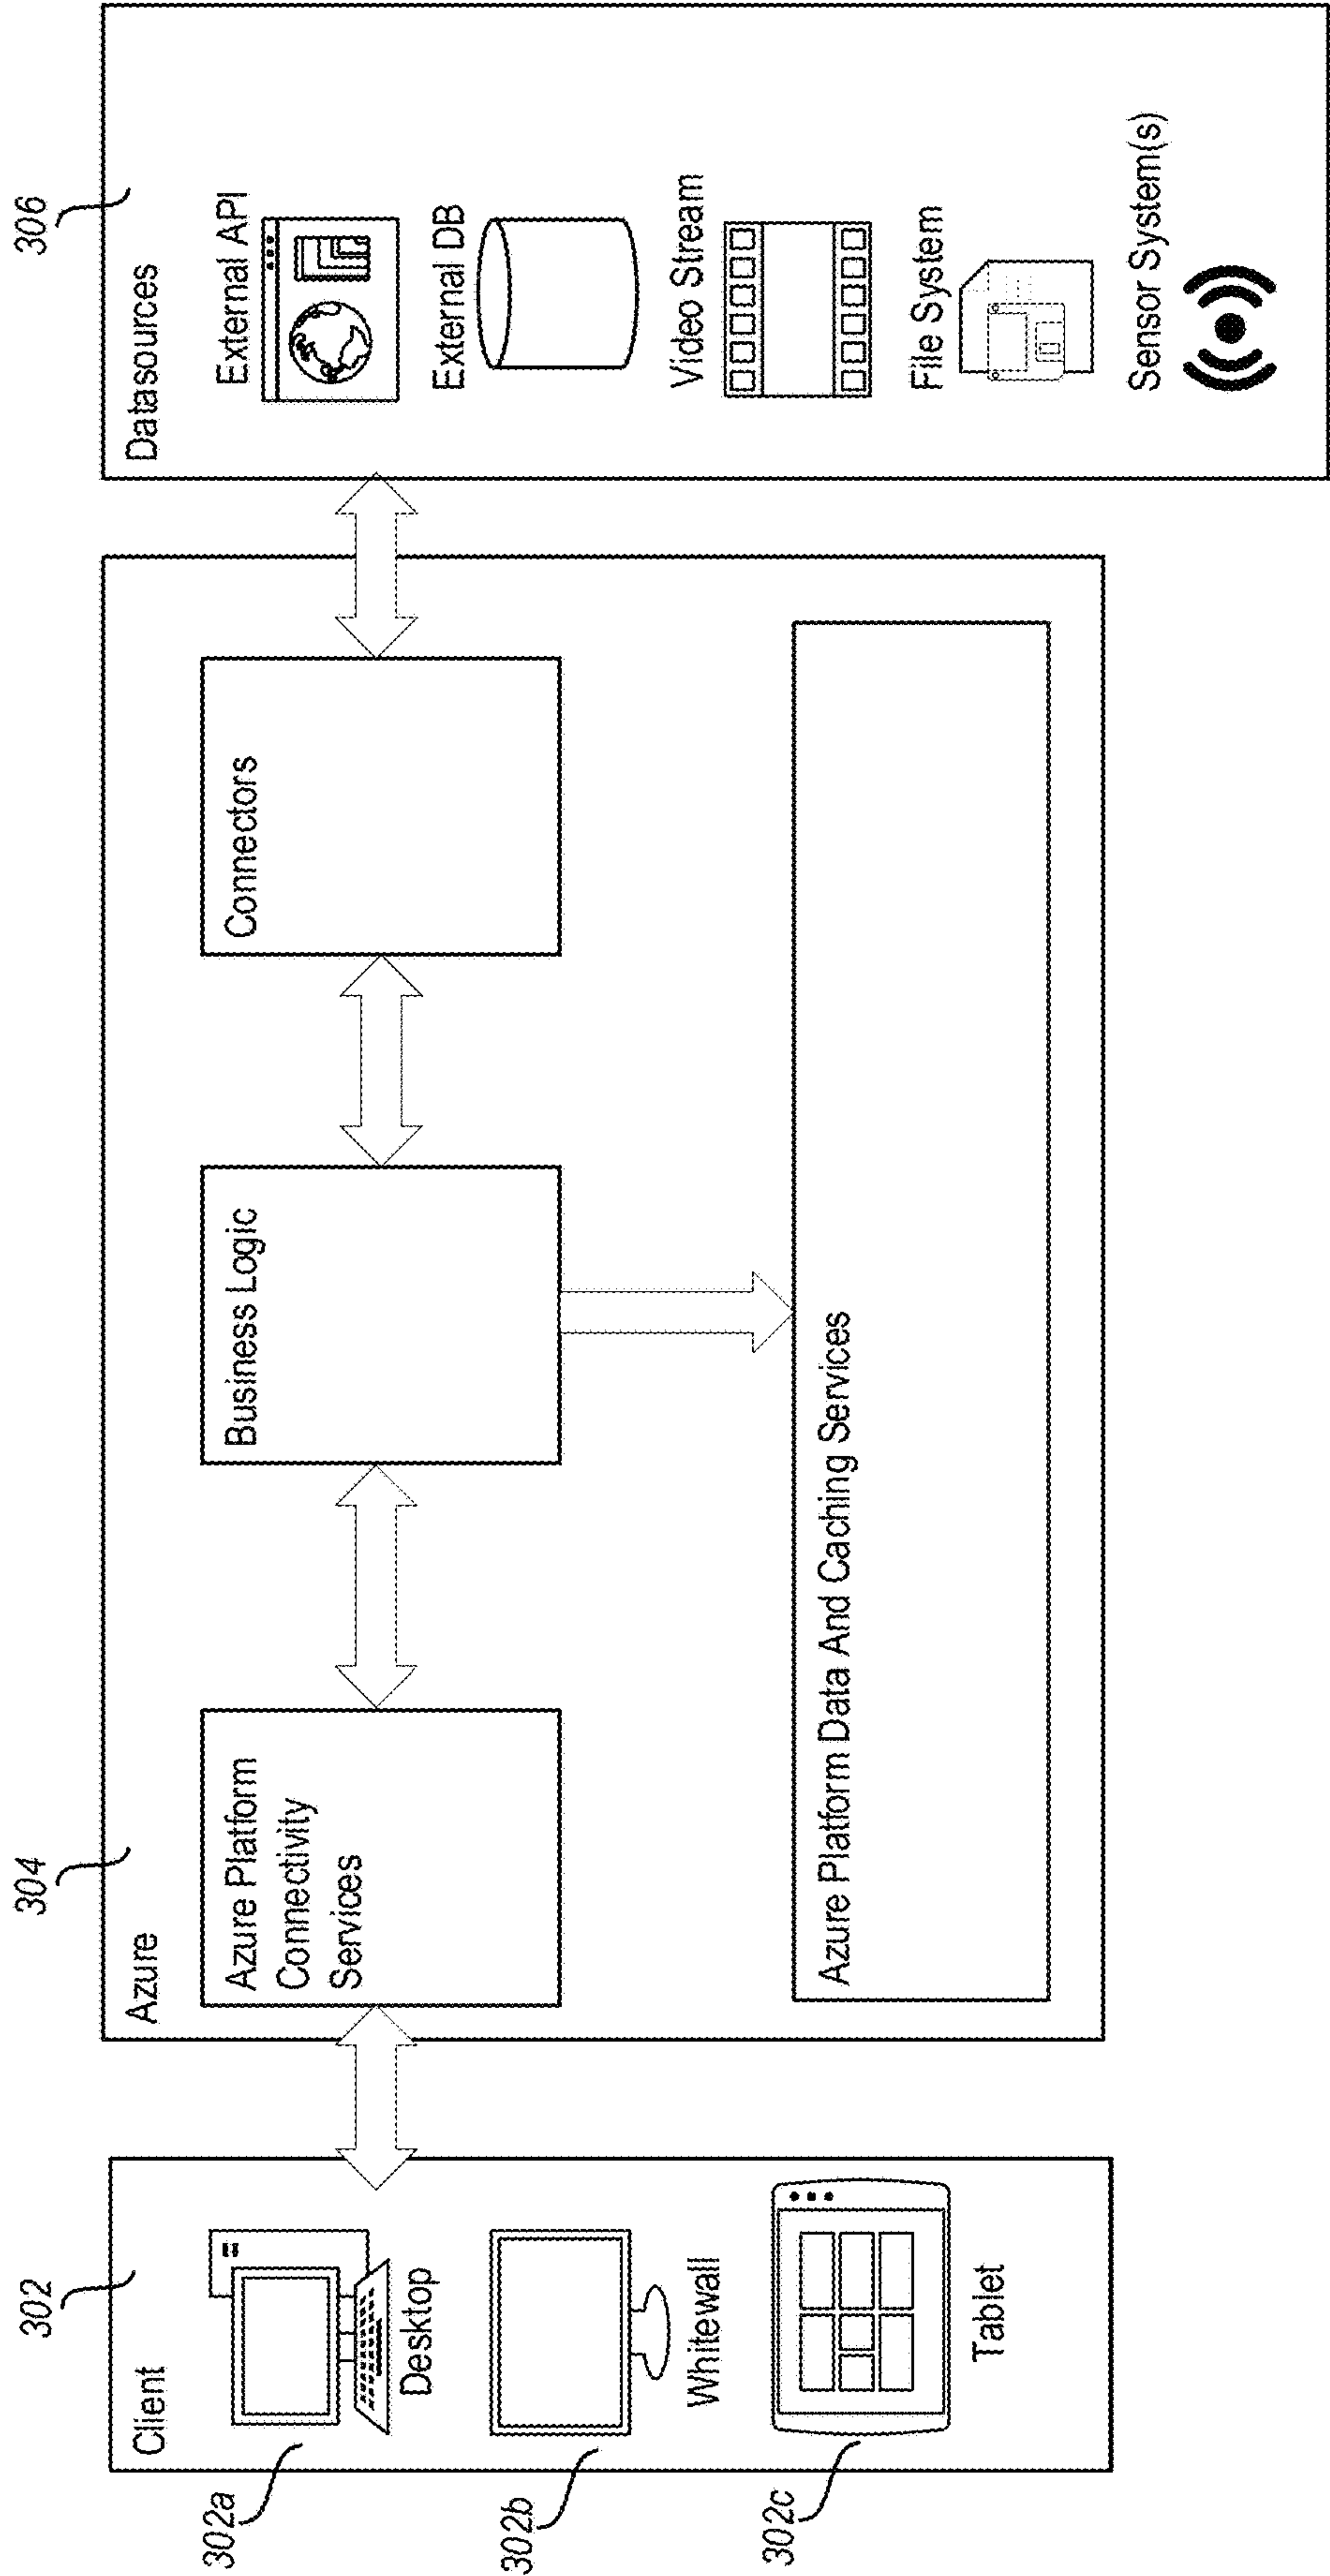 302
304
306
Client
302a
Desktop
302b
Whitewall
302c
Tablet
Azure
Azure Platform
Connectivity
Services
Business Logic
Connectors
Azure Platform Data And Caching Services
Datasources
External API
External DB
Video Stream
File System
Sensor System(s)